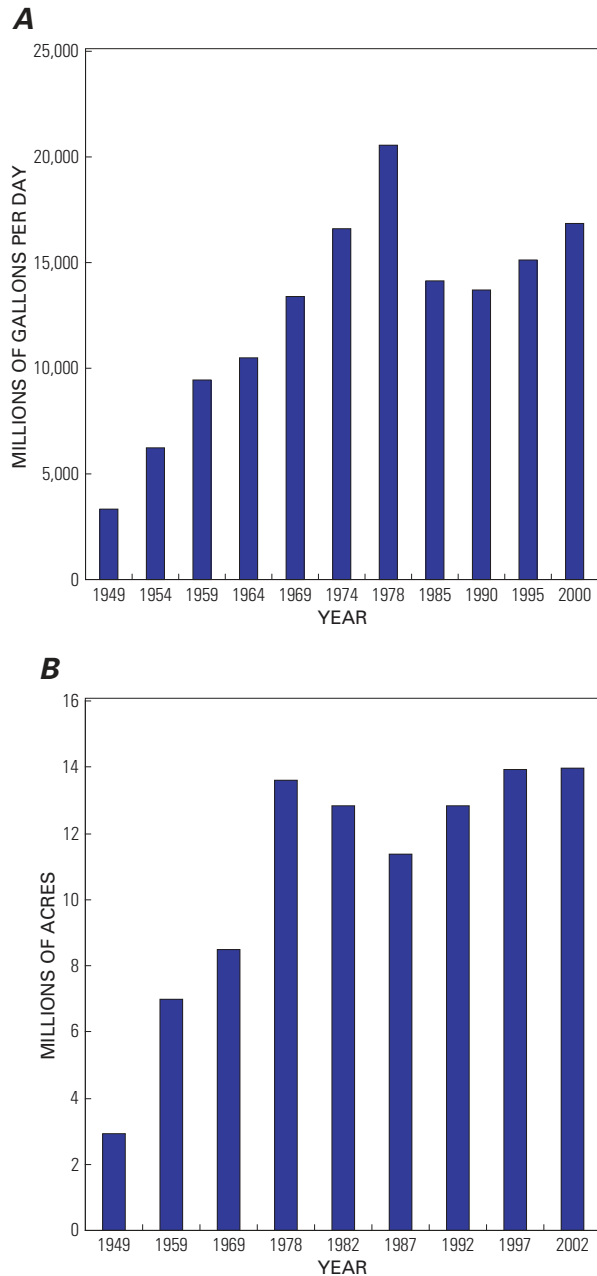 A
MILLIONS OF GALLONS PER DAY
25,000
20,000
15,000
10,000
5,000
0
1949 1954 1959 1964 1969 1974 1978 1985 1990 1995 2000
YEAR
B
MILLIONS OF ACRES
16
14
12
10
8
6
4
2
0
1949 1959 1969 1978 1982 1987 1992 1997 2002
YEAR